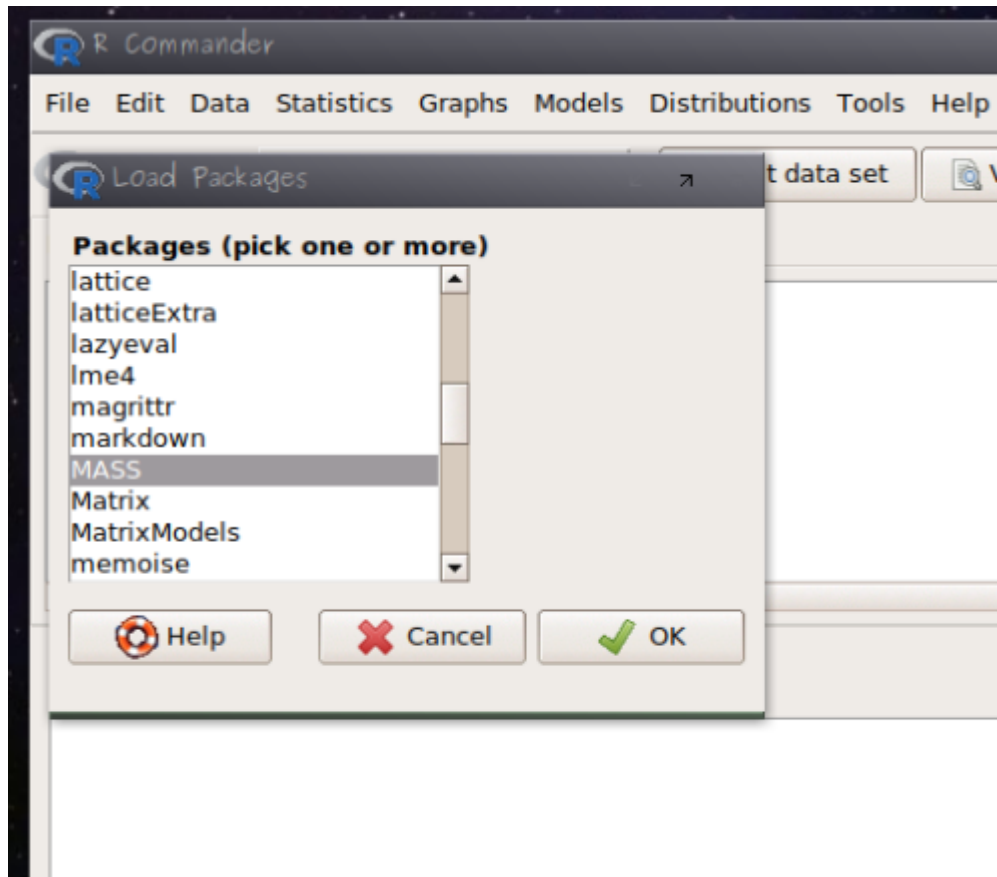 R Commander
File Edit Data Statistics Graphs Models Distributions Tools Help
Load Packages
t data set
V
Packages (pick one or more)
lattice
latticeExtra
lazyeval
lme4
magrittr
markdown
MASS
Matrix
MatrixModels
memoise
Help Cancel OK